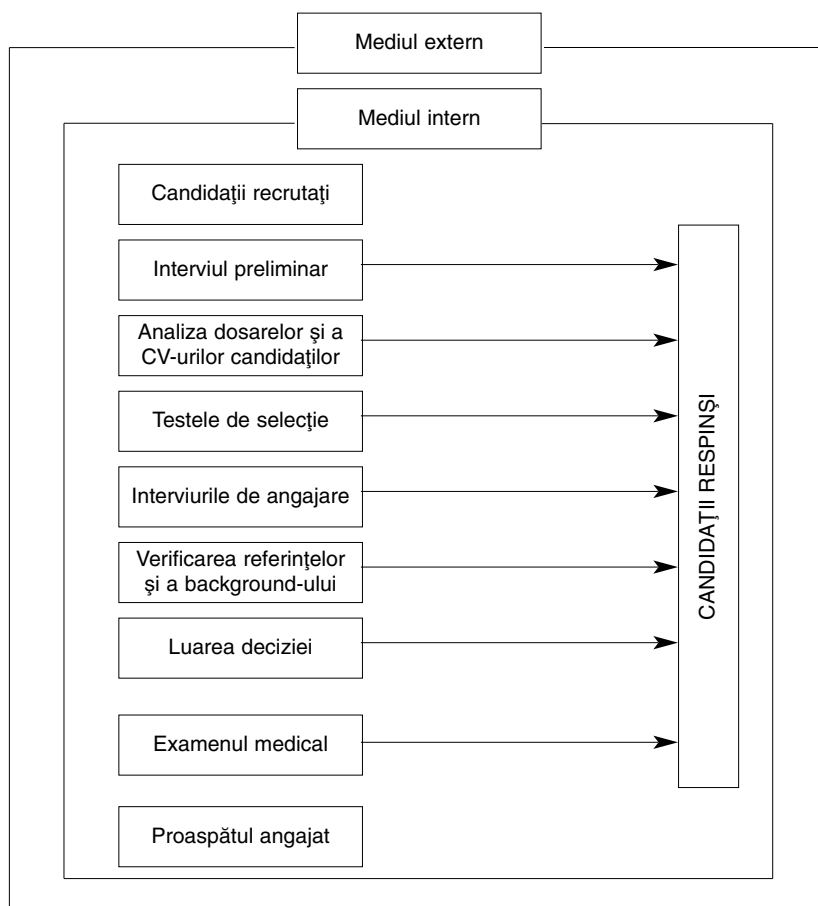 Mediul extern
Mediul intern
Candidaţii recrutaţi
Interviul preliminar
Analiza dosarelor şi a
CV-urilor candidaţilor
Testele de selecţie
Interviurile de angajare
Verificarea referinţelor
şi a background-ului
Luarea deciziei
Examenul medical
Proaspătul angajat
CANDIDAŢII RESPINŞI